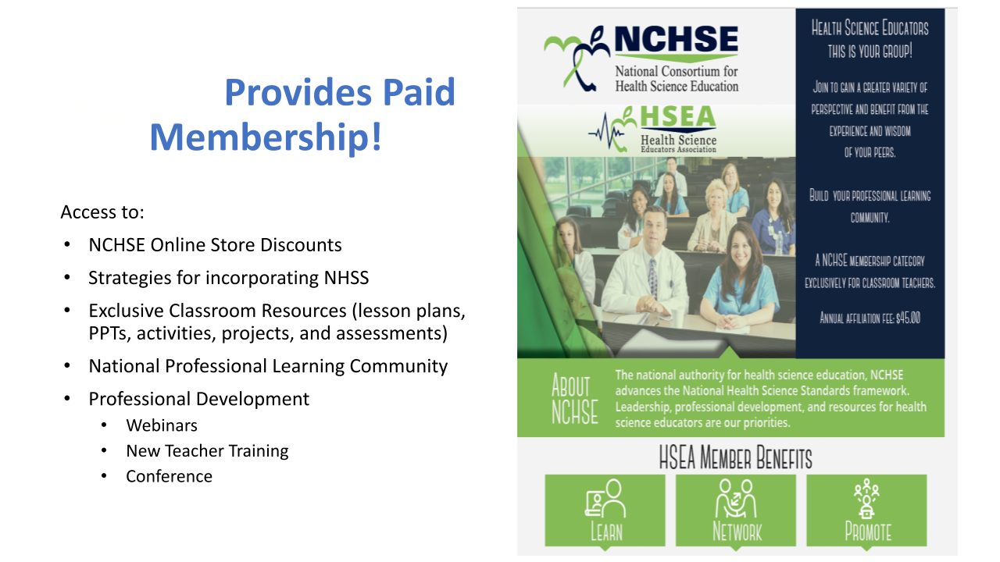 Provides Paid
Membership!
Access to:
• NCHSE Online Store Discounts
• Strategies for incorporating NHSS
• Exclusive Classroom Resources (lesson plans,
PPTs, activities, projects, and assessments)
• National Professional Learning Community
• Professional Development
• Webinars
• New Teacher Training
• Conference
NCHSE
National Consortium for
Health Science Education
HSEA
Health Science
Educators Association
Health Science Educators
this is your group!
Join to gain a greater variety of
perspective and benefit from the
experience and wisdom
of your peers.
Build your professional learning
community.
A NCHSE membership category
exclusively for classroom teachers.
Annual affiliation fee: $45.00
About
NCHSE
The national authority for health science education, NCHSE
advances the National Health Science Standards framework.
Leadership, professional development, and resources for health
science educators are our priorities.
HSEA Member Benefits
Learn
Network
Promote